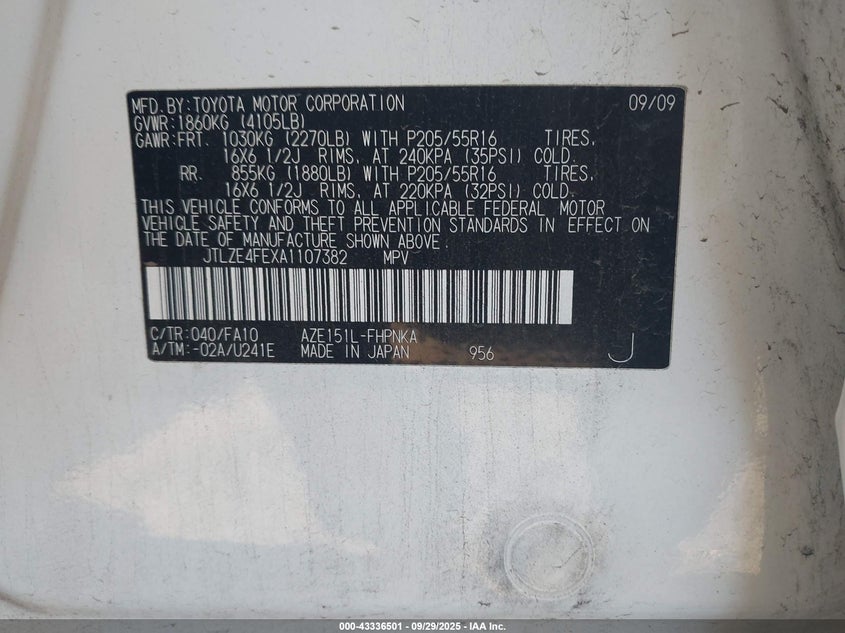 MFD.BY:TOYOTA MOTOR CORPORATION 09/09
GVWR:1860KG (4105LB)
GAWR:FRT. 1030KG (2270LB) WITH P205/55R16 TIRES,
16X6 1/2J RIMS, AT 240KPA (35PSI) COLD.
RR. 855KG (1880LB) WITH P205/55R16 TIRES,
16X6 1/2J RIMS, AT 220KPA (32PSI) COLD.
THIS VEHICLE CONFORMS TO ALL APPLICABLE FEDERAL MOTOR
VEHICLE SAFETY AND THEFT PREVENTION STANDARDS IN EFFECT ON
THE DATE OF MANUFACTURE SHOWN ABOVE.
JTLZE4FEXA1107382 MPV
C/TR:040/FA10 AZE151L-FHPNKA
A/TM:-02A/U241E MADE IN JAPAN 956 J
000-43336501 - 09/29/2025 - IAA Inc.